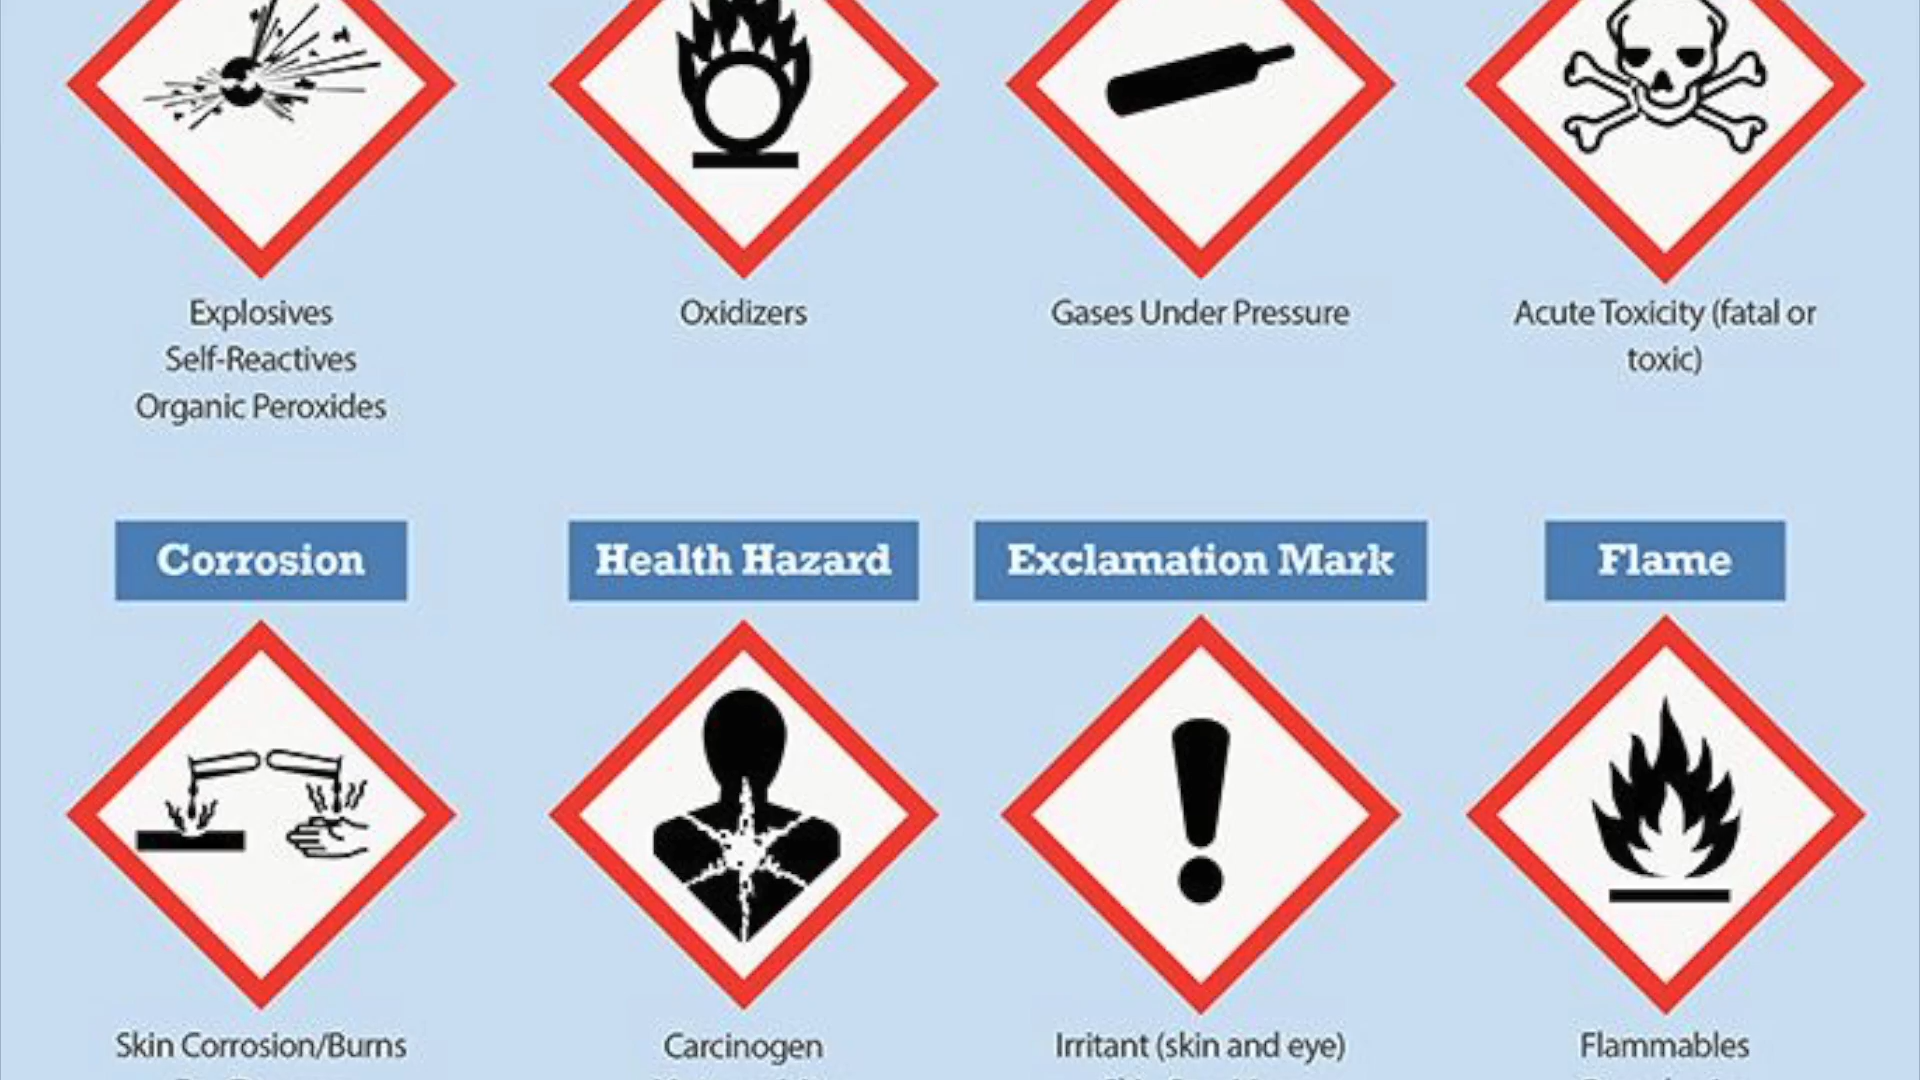 Explosives
Self-Reactives
Organic Peroxides
Oxidizers
Gases Under Pressure
Acute Toxicity (fatal or
toxic)
Corrosion
Health Hazard
Exclamation Mark
Flame
Skin Corrosion/Burns
Carcinogen
Irritant (skin and eye)
Flammables